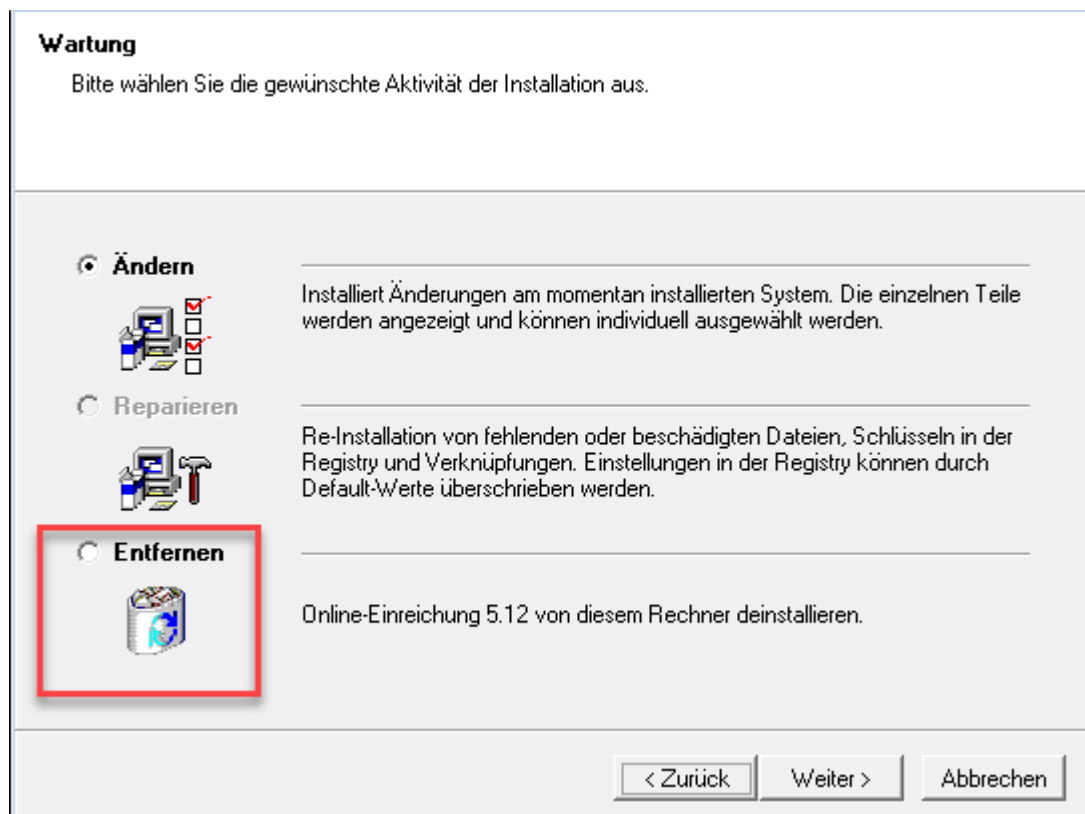 Wartung
Bitte wählen Sie die gewünschte Aktivität der Installation aus.
Ändern
Installiert Änderungen am momentan installierten System. Die einzelnen Teile
werden angezeigt und können individuell ausgewählt werden.
Reparieren
Re-Installation von fehlenden oder beschädigten Dateien, Schlüsseln in der
Registry und Verknüpfungen. Einstellungen in der Registry können durch
Default-Werte überschrieben werden.
Entfernen
Online-Einreichung 5.12 von diesem Rechner deinstallieren.
< Zurück Weiter > Abbrechen